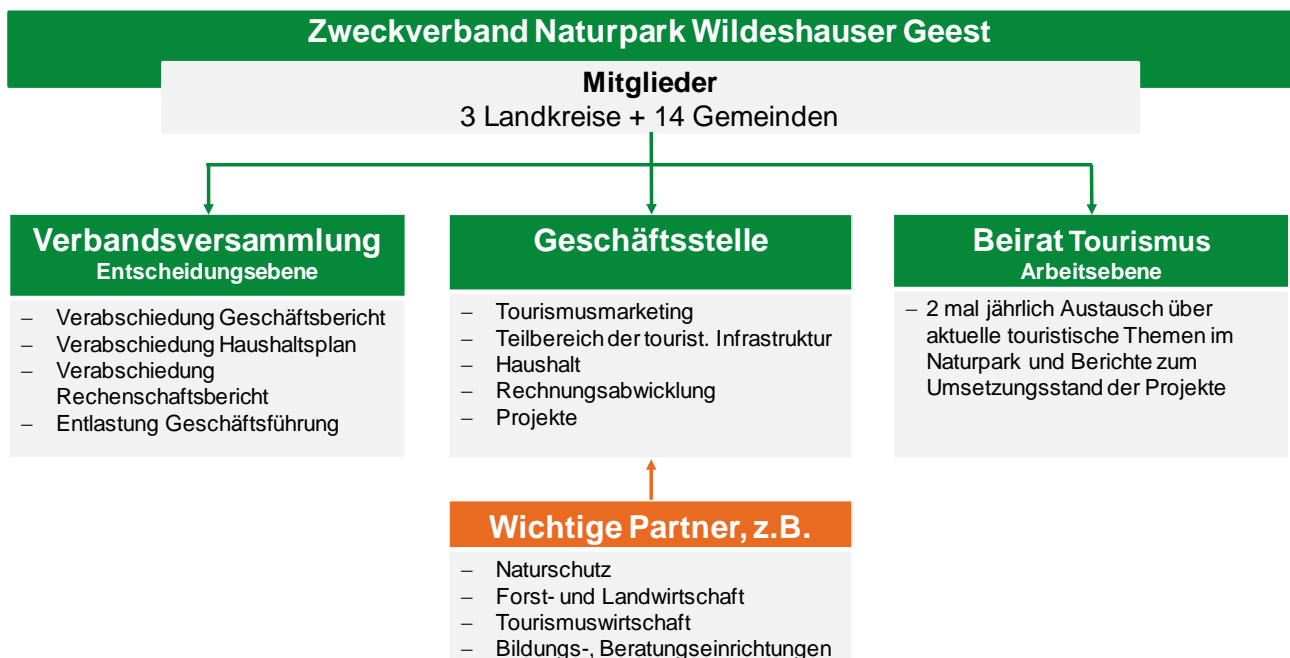 Zweckverband Naturpark Wildeshauser Geest
Mitglieder
3 Landkreise + 14 Gemeinden
Verbandsversammlung
Entscheidungsebene
– Verabschiedung Geschäftsbericht
– Verabschiedung Haushaltsplan
– Verabschiedung
Rechenschaftsbericht
– Entlastung Geschäftsführung
Geschäftsstelle
– Tourismusmarketing
– Teilbereich der tourist. Infrastruktur
– Haushalt
– Rechnungsabwicklung
– Projekte
Beirat Tourismus
Arbeitsebene
– 2 mal jährlich Austausch über
aktuelle touristische Themen im
Naturpark und Berichte zum
Umsetzungsstand der Projekte
Wichtige Partner, z.B.
– Naturschutz
– Forst- und Landwirtschaft
– Tourismuswirtschaft
– Bildungs-, Beratungseinrichtungen